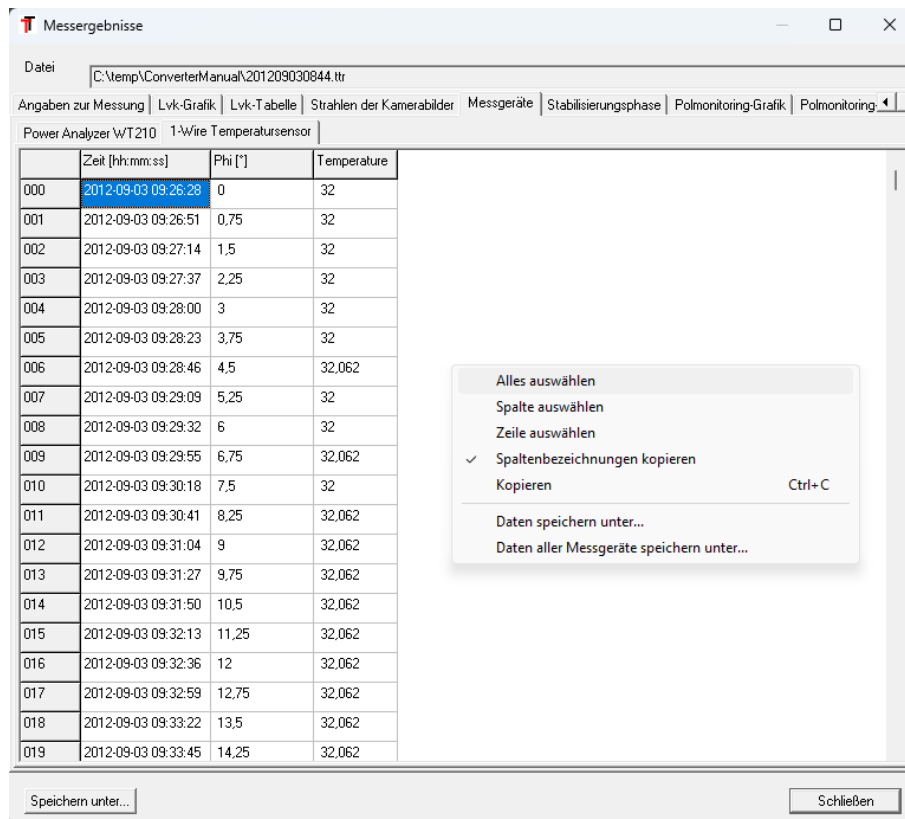 Messergebnisse
Datei
C:\temp\ConverterManual\201209030844.ttr
Angaben zur Messung Lvk-Grafik Lvk-Tabelle Strahlen der Kamerabilder Messgeräte Stabilisierungsphase Polmonitoring-Grafik Polmonitoring-
Power Analyzer WT210 1-Wire Temperatursensor
Zeit [hh:mm:ss] Phi [°] Temperature
000 2012-09-03 09:26:28 0 32
001 2012-09-03 09:26:51 0,75 32
002 2012-09-03 09:27:14 1,5 32
003 2012-09-03 09:27:37 2,25 32
004 2012-09-03 09:28:00 3 32
005 2012-09-03 09:28:23 3,75 32
006 2012-09-03 09:28:46 4,5 32,062
007 2012-09-03 09:29:09 5,25 32
008 2012-09-03 09:29:32 6 32
009 2012-09-03 09:29:55 6,75 32,062
010 2012-09-03 09:30:18 7,5 32
011 2012-09-03 09:30:41 8,25 32,062
012 2012-09-03 09:31:04 9 32,062
013 2012-09-03 09:31:27 9,75 32,062
014 2012-09-03 09:31:50 10,5 32,062
015 2012-09-03 09:32:13 11,25 32,062
016 2012-09-03 09:32:36 12 32,062
017 2012-09-03 09:32:59 12,75 32,062
018 2012-09-03 09:33:22 13,5 32,062
019 2012-09-03 09:33:45 14,25 32,062
Alles auswählen
Spalte auswählen
Zeile auswählen
Spaltenbezeichnungen kopieren
Kopieren Ctrl+C
Daten speichern unter...
Daten aller Messgeräte speichern unter...
Speichern unter... Schließen